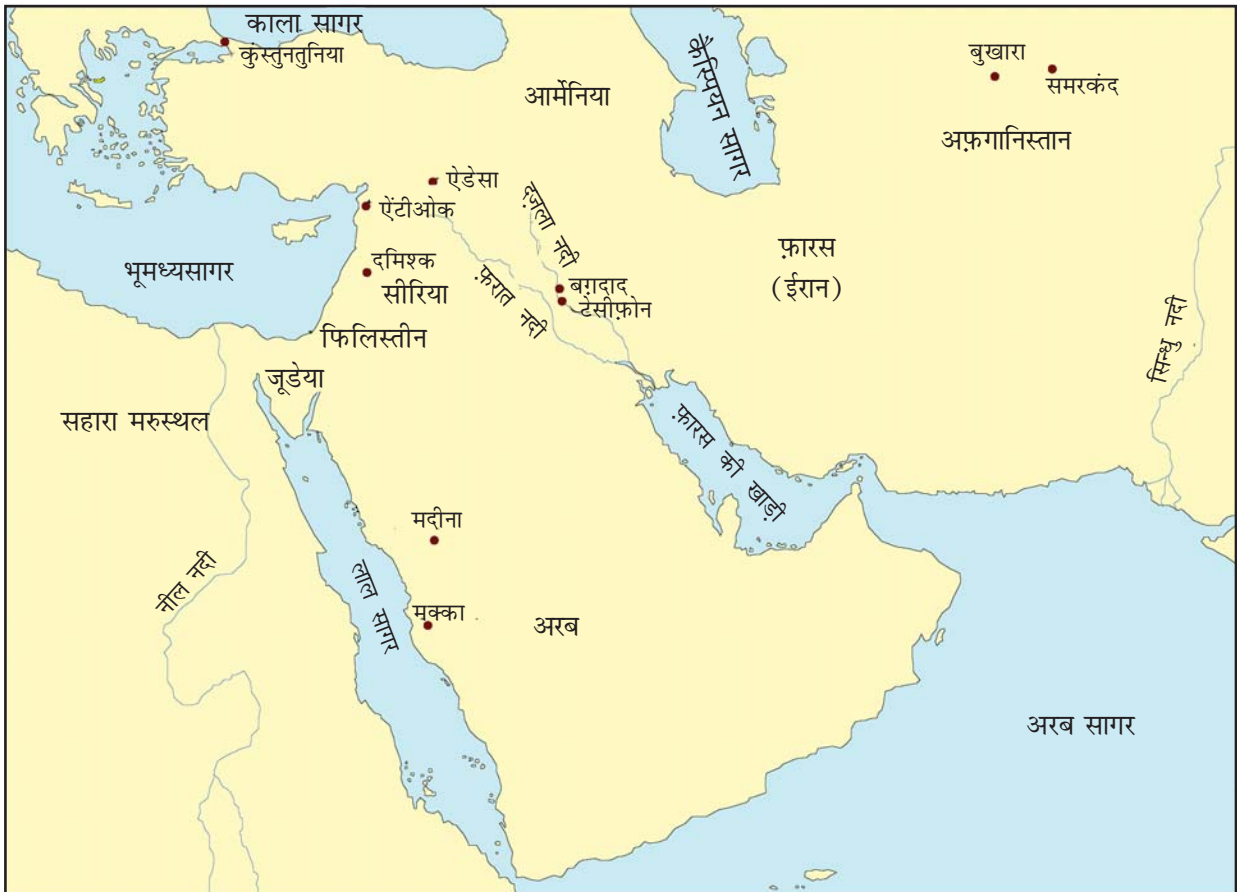 काला सागर
कुंस्तुनतुनिया
कैस्पियन सागर
बुखारा
समरकंद
आर्मेनिया
अफ़गानिस्तान
ऐडेसा
ऐंटीओक
दज़ला नदी
फ़ारस
(ईरान)
भूमध्यसागर
दमिश्क
सीरिया
फ़रात नदी
बग़दाद
टेसीफ़ोन
सिन्धु नदी
फिलिस्तीन
जूडेया
सहारा मरुस्थल
फ़ारस की खाड़ी
मदीना
नील नदी
लाल सागर
मक्का
अरब
अरब सागर